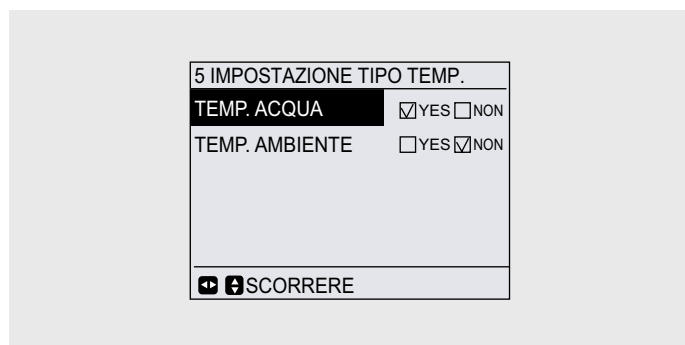 5 IMPOSTAZIONE TIPO TEMP.
TEMP. ACQUA YES NON
TEMP. AMBIENTE YES NON
SCORRERE